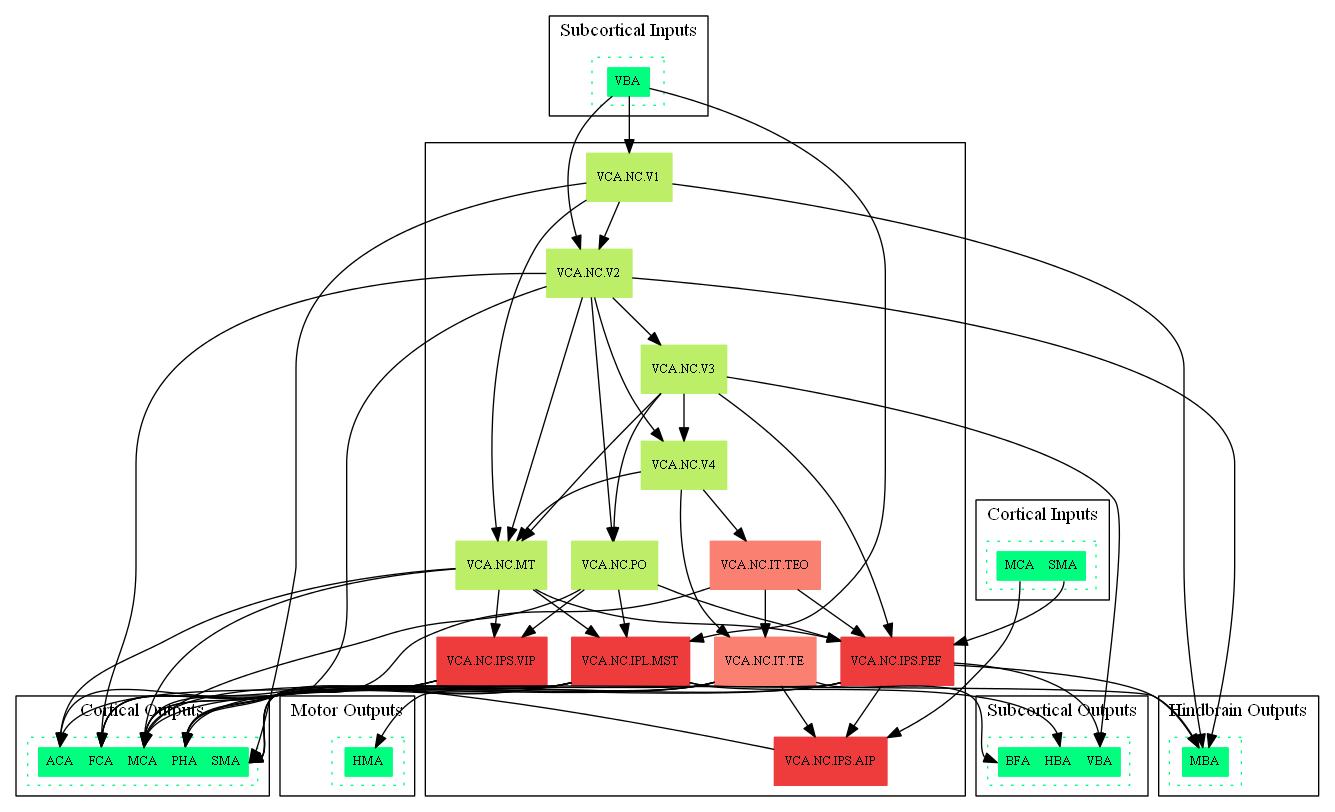 Subcortical Inputs
VBA
VCA.NC.V1
VCA.NC.V2
VCA.NC.V3
VCA.NC.V4
Cortical Inputs
MCA SMA
VCA.NC.MT
VCA.NC.PO
VCA.NC.IT.TEO
VCA.NC.IPS.VIP
VCA.NC.IPL.MST
VCA.NC.IT.TE
VCA.NC.IPS.PEF
Cortical Outputs
ACA FCA MCA PHA SMA
Motor Outputs
HMA
VCA.NC.IPS.AIP
Subcortical Outputs
BFA HBA VBA
Hindbrain Outputs
MBA